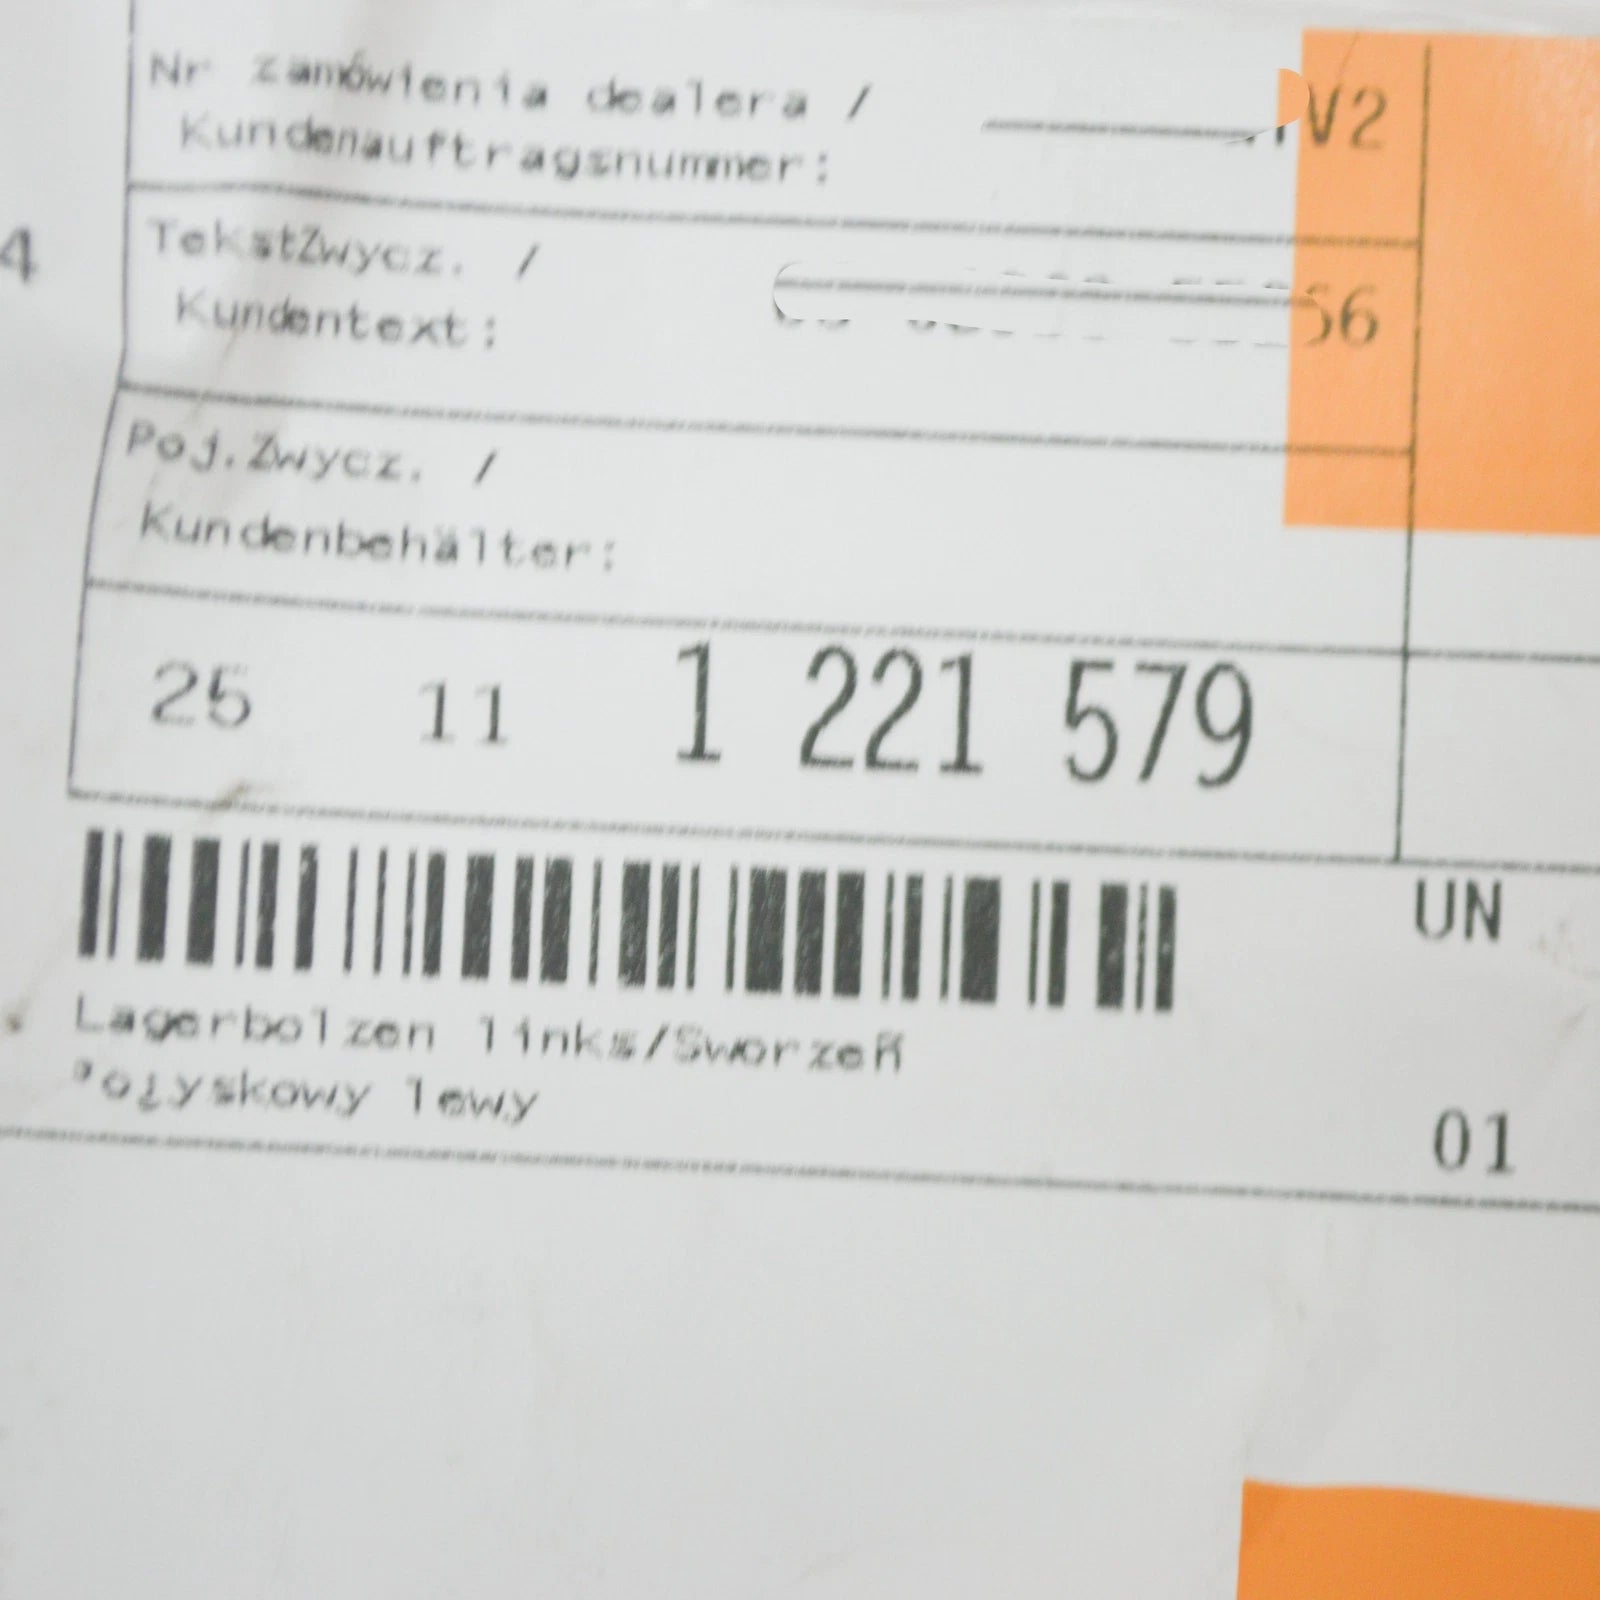 Nr zamówienia dealera /
Kundenauftragsnummer: V2
4
TekstZwycz. /
Kundentext: 56
Poj.Zwycz. /
Kundenbehälter:
25 11 1 221 579
UN
Lagerbolzen links/Sworzeń
Łożyskowy lewy
01